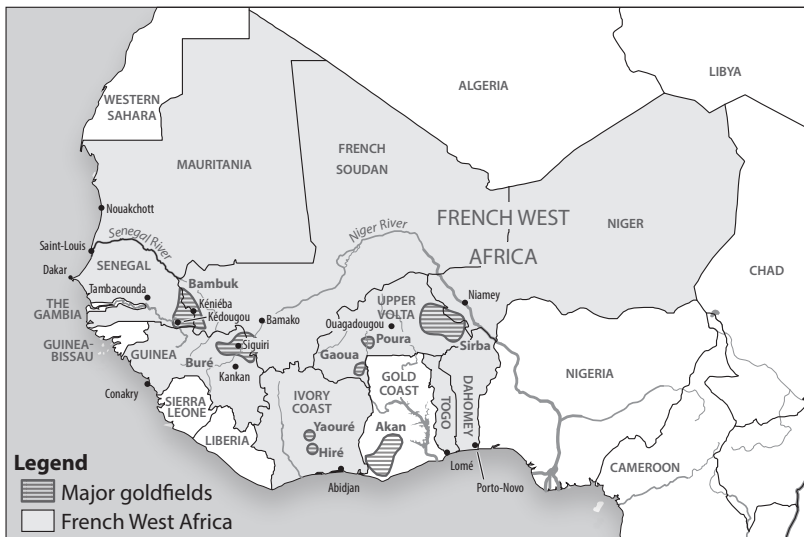 WESTERN
SAHARA
ALGERIA
LIBYA
MAURITANIA
FRENCH
SOUDAN
Nouakchott
Senegal River
Niger River
FRENCH WEST
AFRICA
NIGER
Saint-Louis
SENEGAL
Dakar
Tambacounda
Bambuk
Kéniéba
Kédougou
THE
GAMBIA
GUINEA-
BISSAU
Bamako
UPPER
VOLTA
Ouagadougou
Niamey
CHAD
Poura
Sirba
Gaoua
GUINEA
Siguiri
Buré
Kankan
Conakry
SIERRA
LEONE
LIBERIA
IVORY
COAST
Yaouré
Hiré
GOLD
COAST
Akan
TOGO
DAHOMEY
NIGERIA
CAMEROON
Abidjan
Lomé
Porto-Novo
Legend
Major goldfields
French West Africa